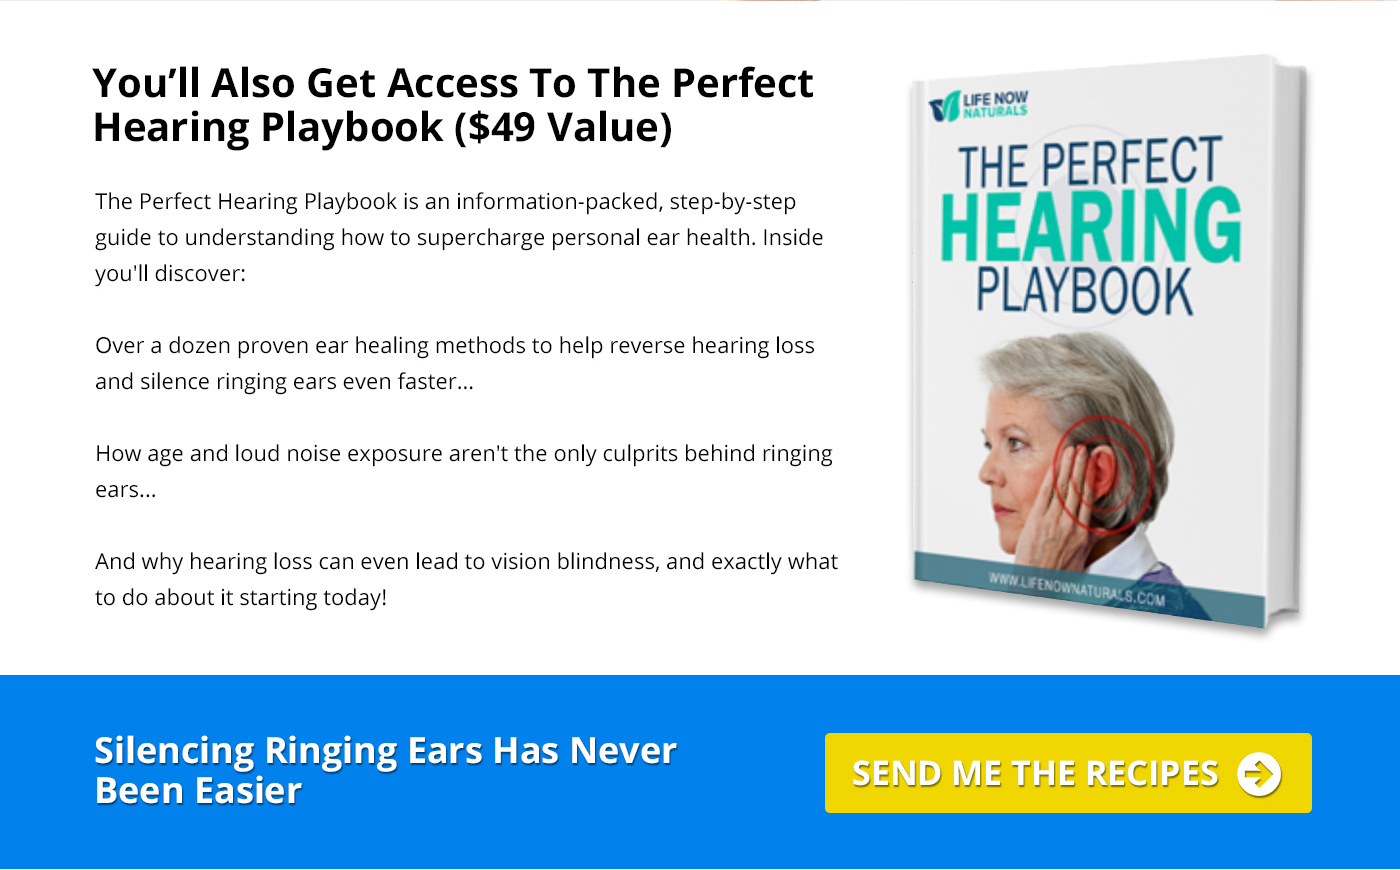 You’ll Also Get Access To The Perfect
Hearing Playbook ($49 Value)
The Perfect Hearing Playbook is an information-packed, step-by-step
guide to understanding how to supercharge personal ear health. Inside
you'll discover:
Over a dozen proven ear healing methods to help reverse hearing loss
and silence ringing ears even faster...
How age and loud noise exposure aren't the only culprits behind ringing
ears...
And why hearing loss can even lead to vision blindness, and exactly what
to do about it starting today!
LIFE NOW
NATURALS
THE PERFECT
HEARING
PLAYBOOK
WWW.LIFENOWNATURALS.COM
Silencing Ringing Ears Has Never
Been Easier
SEND ME THE RECIPES